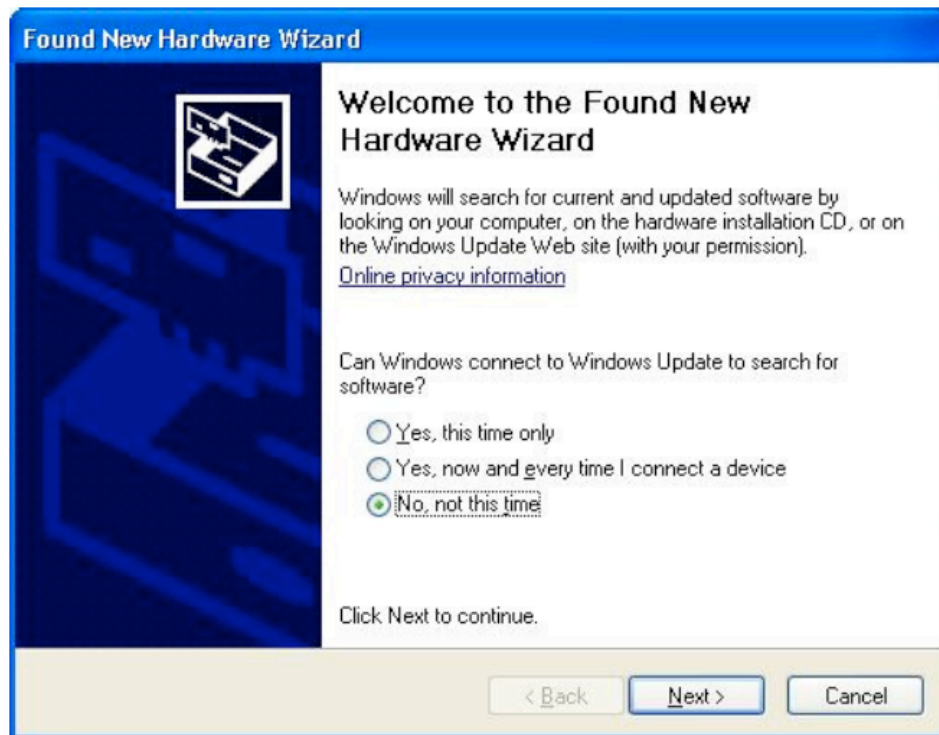 Found New Hardware Wizard
Welcome to the Found New
Hardware Wizard
Windows will search for current and updated software by
looking on your computer, on the hardware installation CD, or on
the Windows Update Web site (with your permission).
Online privacy information
Can Windows connect to Windows Update to search for
software?
Yes, this time only
Yes, now and every time I connect a device
No, not this time
Click Next to continue.
< Back
Next >
Cancel